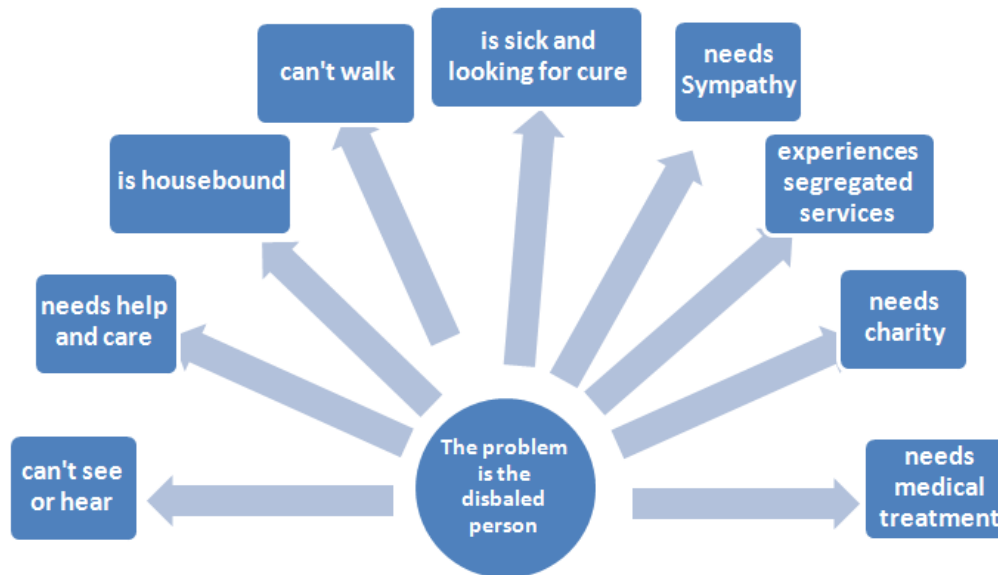 can't walk
is sick and
looking for cure
needs
Sympathy
is housebound
experiences
segregated
services
needs help
and care
needs
charity
can't see
or hear
The problem
is the
disbaled
person
needs
medical
treatment